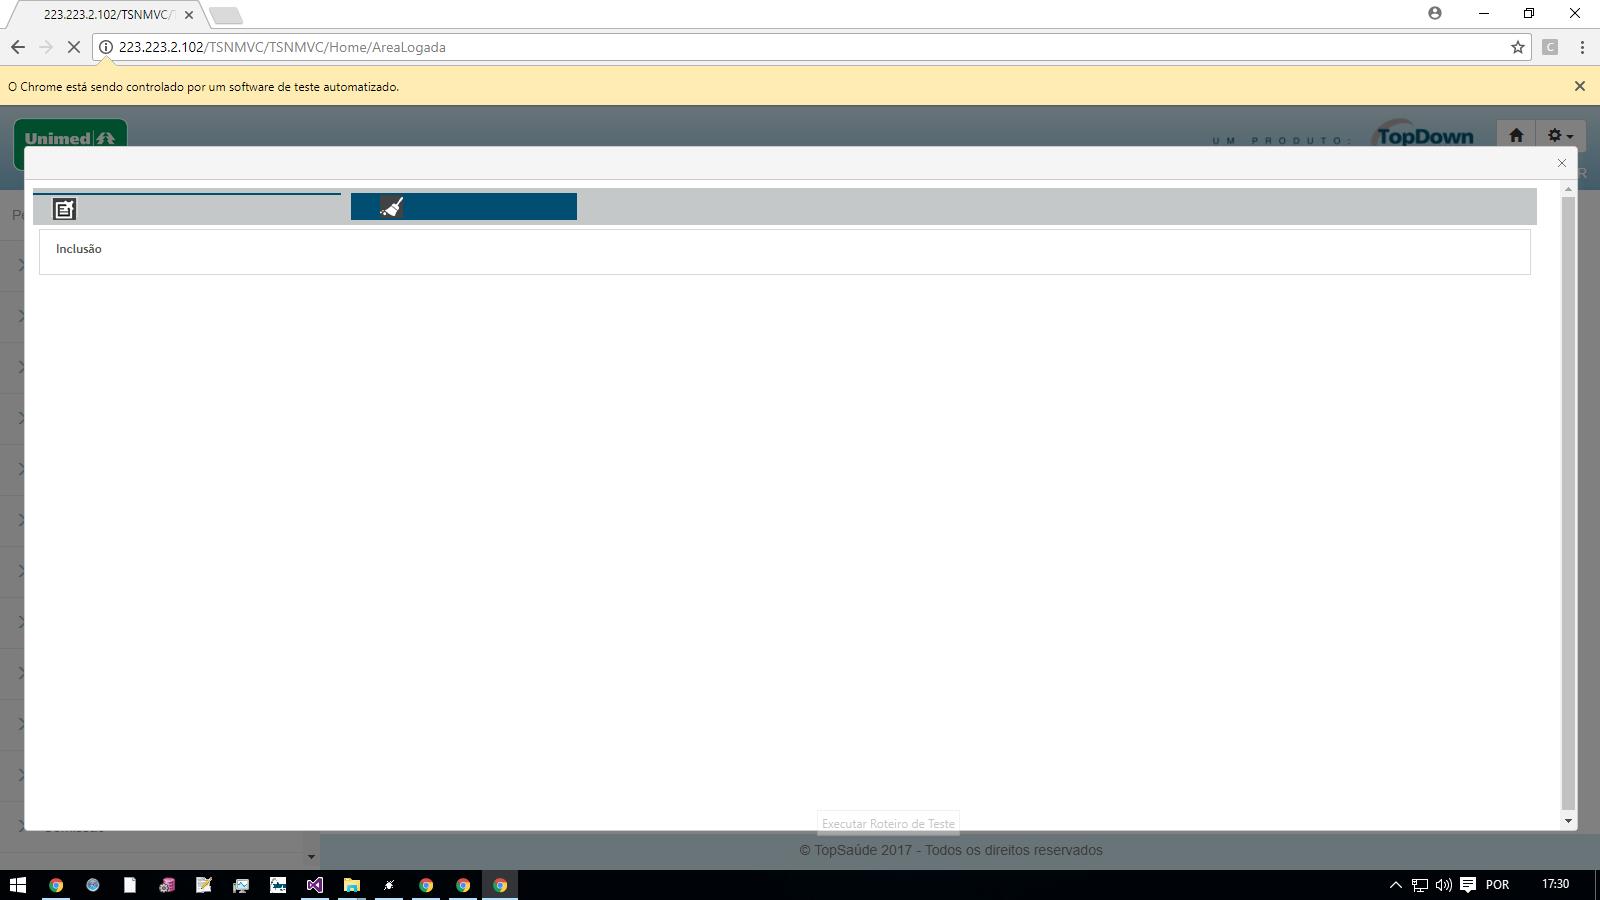 223.223.2.102/TSNMVC/
223.223.2.102/TSNMVC/TSNMVC/Home/AreaLogada
C
O Chrome está sendo controlado por um software de teste automatizado.
Unimed
UM PRODUTO:
TopDown
R
Pe
Inclusão
Executar Roteiro de Teste
© TopSaúde 2017 - Todos os direitos reservados
POR
17:30